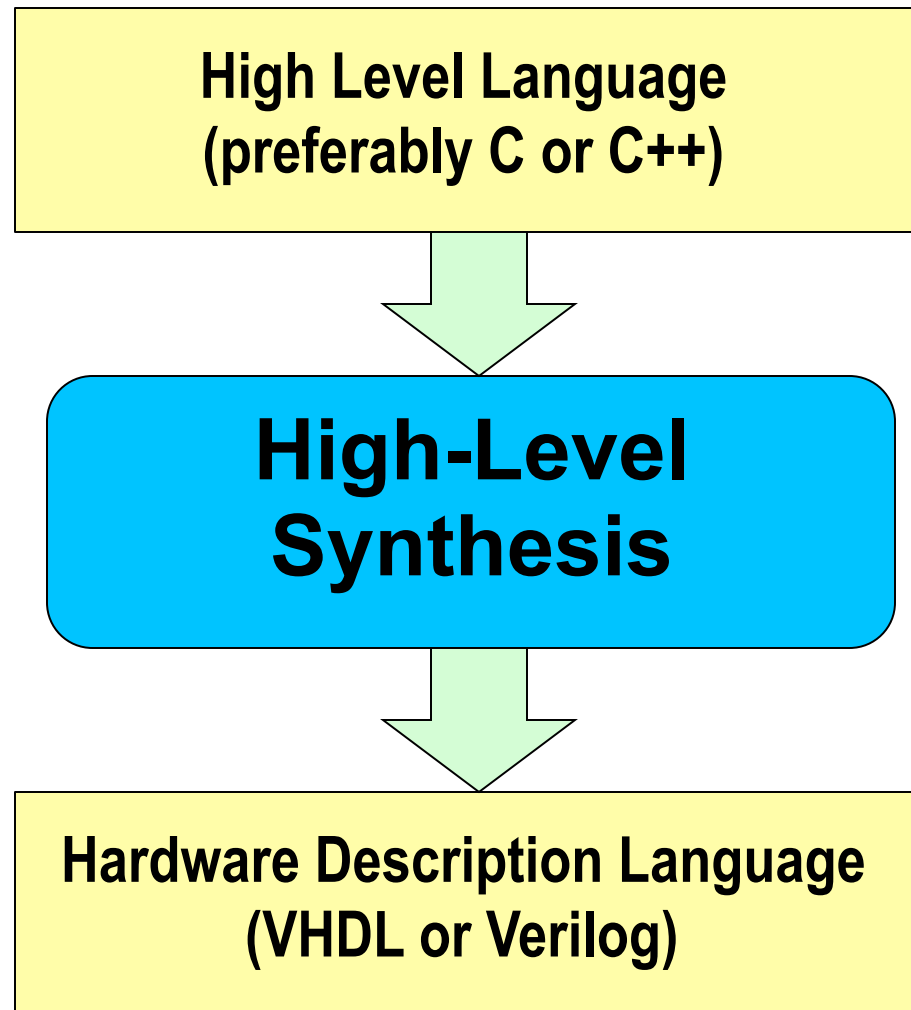 High Level Language
(preferably C or C++)
High-Level
Synthesis
Hardware Description Language
(VHDL or Verilog)